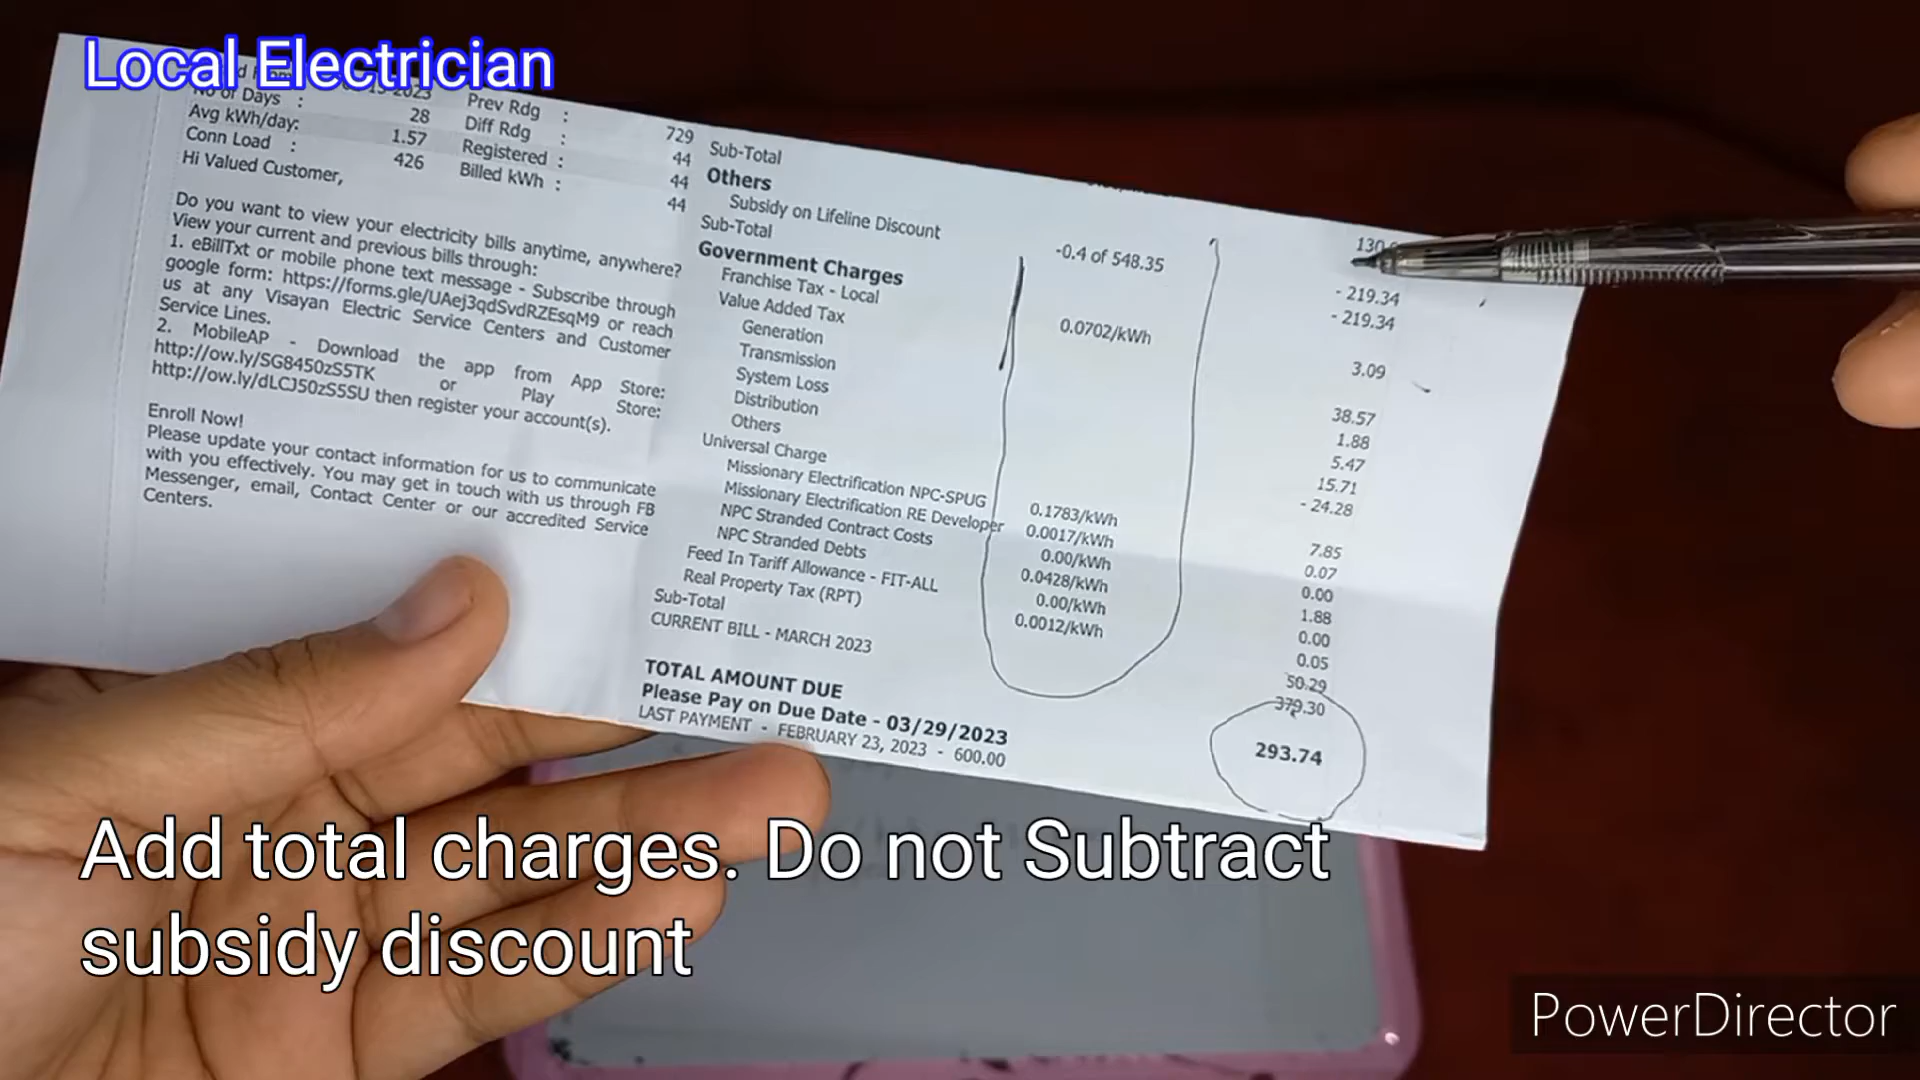 Local Electrician
No of Days : 28
Avg kWh/day: 1.57
Conn Load : 426
Hi Valued Customer,
Prev Rdg : 729
Diff Rdg : 44
Registered : 44
Billed kWh : 44
Do you want to view your electricity bills anytime, anywhere?
View your current and previous bills through:
1. eBillTxt or mobile phone text message - Subscribe through
google form: https://forms.gle/UAej3qdSvdRZEsqM9 or reach
us at any Visayan Electric Service Centers and Customer
Service Lines.
2. MobileAP - Download the app from App Store:
http://ow.ly/SG8450zS5TK or Play Store:
http://ow.ly/dLCJ50zS5SU then register your account(s).
Enroll Now!
Please update your contact information for us to communicate
with you effectively. You may get in touch with us through FB
Messenger, email, Contact Center or our accredited Service
Centers.
Sub-Total
Others
Subsidy on Lifeline Discount -0.4 of 548.35 - 219.34
Sub-Total - 219.34
Government Charges
Franchise Tax - Local 0.0702/kWh 3.09
Value Added Tax
Generation 38.57
Transmission 1.88
System Loss 5.47
Distribution 15.71
Others - 24.28
Universal Charge
Missionary Electrification NPC-SPUG 0.1783/kWh 7.85
Missionary Electrification RE Developer 0.0017/kWh 0.07
NPC Stranded Contract Costs 0.00/kWh 0.00
NPC Stranded Debts 0.0428/kWh 1.88
Feed In Tariff Allowance - FIT-ALL 0.00/kWh 0.00
Real Property Tax (RPT) 0.0012/kWh 0.05
Sub-Total 50.29
CURRENT BILL - MARCH 2023 379.30
TOTAL AMOUNT DUE 293.74
Please Pay on Due Date - 03/29/2023
LAST PAYMENT - FEBRUARY 23, 2023 - 600.00
Add total charges. Do not Subtract
subsidy discount
PowerDirector